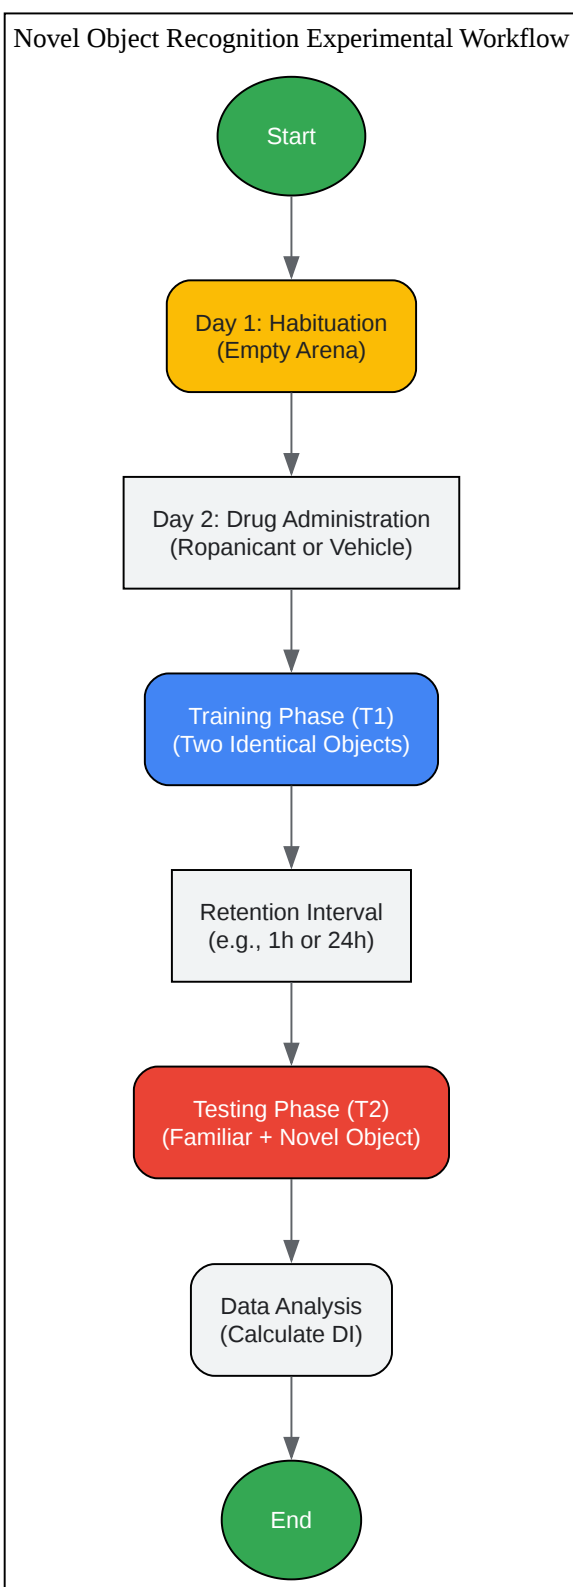 Novel Object Recognition Experimental Workflow
Start
Day 1: Habituation
(Empty Arena)
Day 2: Drug Administration
(Ropanicant or Vehicle)
Training Phase (T1)
(Two Identical Objects)
Retention Interval
(e.g., 1h or 24h)
Testing Phase (T2)
(Familiar + Novel Object)
Data Analysis
(Calculate DI)
End